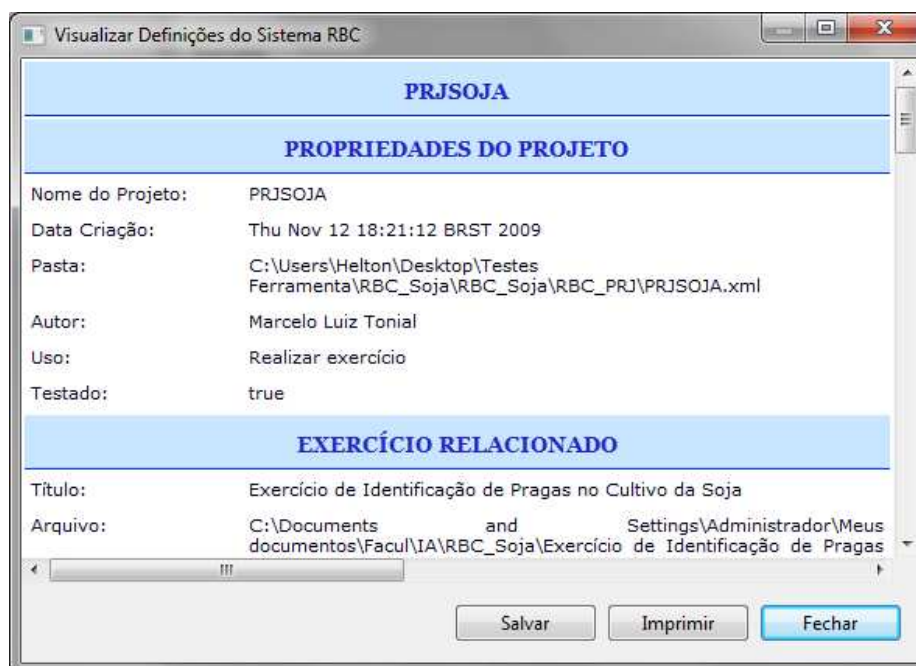 Visualizar Definições do Sistema RBC
PRJSOJA
PROPRIEDADES DO PROJETO
Nome do Projeto: PRJSOJA
Data Criação: Thu Nov 12 18:21:12 BRST 2009
Pasta: C:\Users\Helton\Desktop\Testes
Ferramenta\RBC_Soja\RBC_Soja\RBC_PRJ\PRJSOJA.xml
Autor: Marcelo Luiz Tonial
Uso: Realizar exercício
Testado: true
EXERCÍCIO RELACIONADO
Título: Exercício de Identificação de Pragas no Cultivo da Soja
Arquivo: C:\Documents and Settings\Administrador\Meus
documentos\Facul\IA\RBC_Soja\Exercício de Identificação de Pragas
Salvar Imprimir Fechar